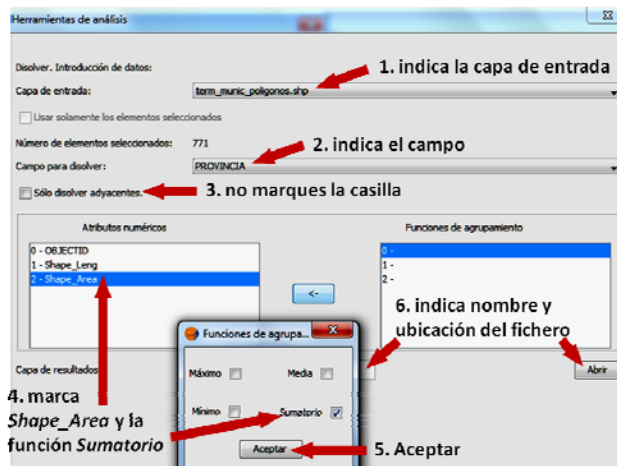 Herramientas de análisis
Disolver. Introducción de datos:
1. indica la capa de entrada
Capa de entrada: term_munic_poligonos.shp
Usar solamente los elementos seleccionados
Número de elementos seleccionados: 771
2. indica el campo
Campo para disolver: PROVINCIA
Sólo disolver adyacentes.
3. no marques la casilla
Atributos numéricos
Funciones de agrupamiento
0 - OBJECTID
1 - Shape_Leng
2 - Shape_Area
<-
0 -
1 -
2 -
6. indica nombre y
ubicación del fichero
Funciones de agrupa...
Capa de resultados
Abrir
Máximo
Media
Mínimo
Sumatorio
Aceptar
4. marca
Shape_Area y la
función Sumatorio
5. Aceptar